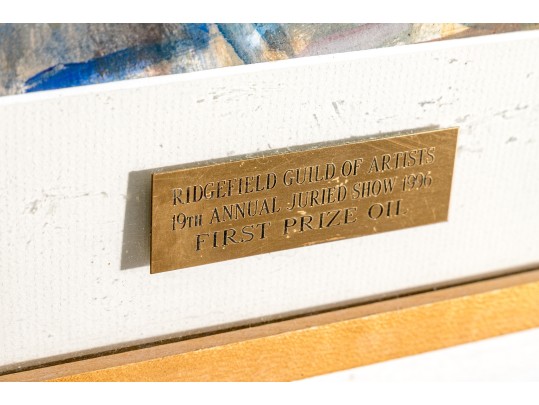 RIDGEFIELD GUILD OF ARTISTS
19TH ANNUAL JURIED SHOW 1996
FIRST PRIZE OIL